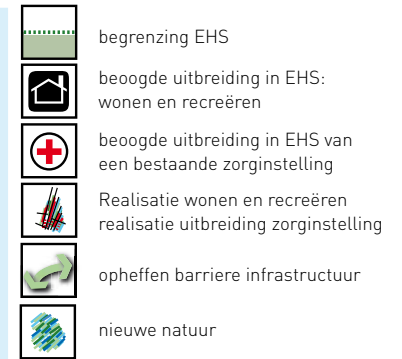 begrenzing EHS
beoogde uitbreiding in EHS:
wonen en recreëren
beoogde uitbreiding in EHS van
een bestaande zorginstelling
Realisatie wonen en recreëren
realisatie uitbreiding zorginstelling
opheffen barriere infrastructuur
nieuwe natuur